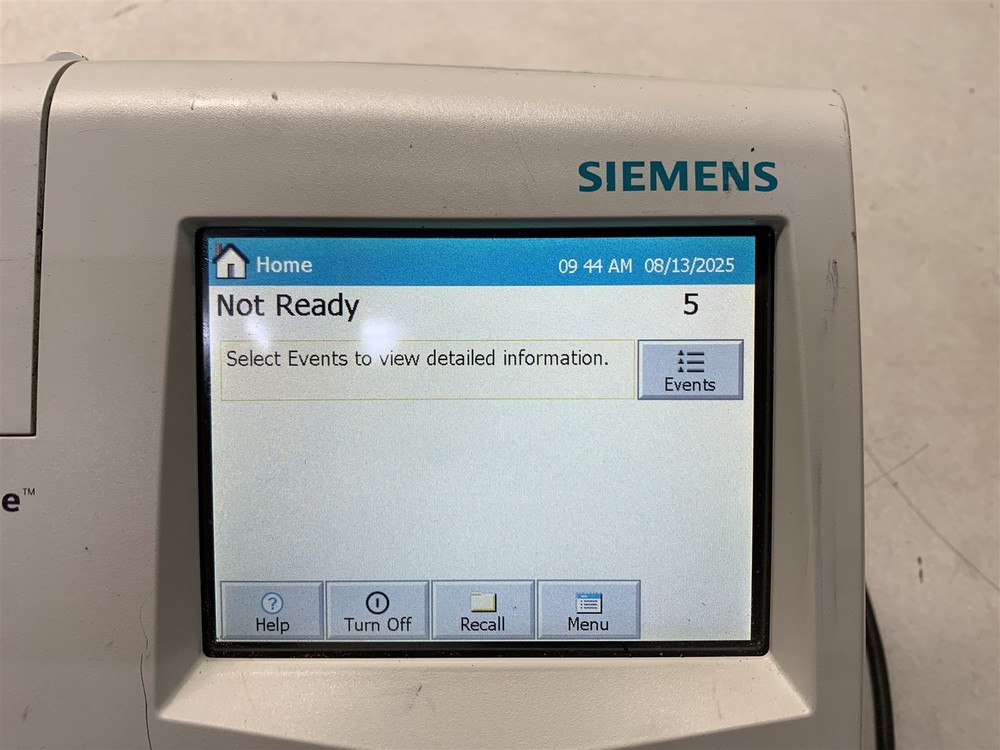 SIEMENS
Home 09 44 AM 08/13/2025
Not Ready 5
Select Events to view detailed information.
Events
e™
Help Turn Off Recall Menu